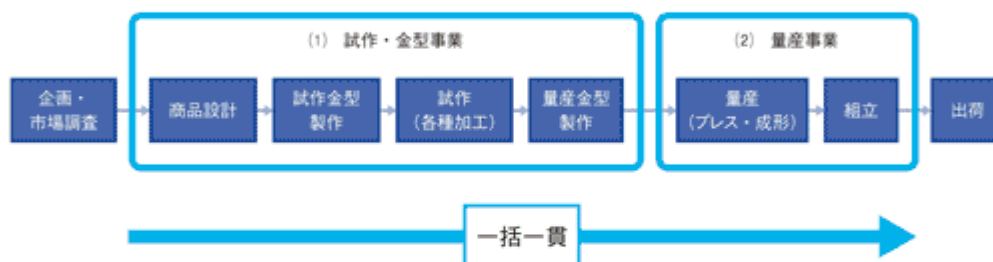 (1) 試作・金型事業
(2) 量産事業
企画・
市場調査
商品設計
試作金型
製作
試作
(各種加工)
量産金型
製作
量産
(プレス・成形)
組立
出荷
一括一貫